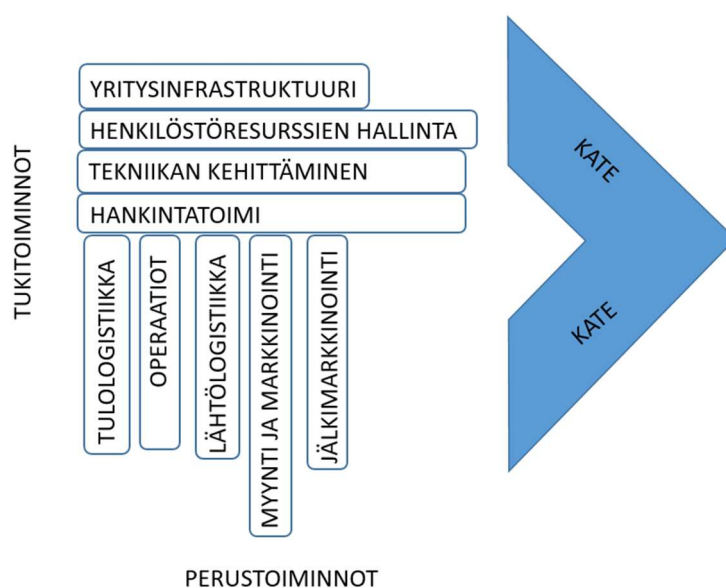 YRITYSINFRASTRUKTUURI
HENKILÖSTÖRESURSSIEN HALLINTA
TEKNIIKAN KEHITTÄMINEN
HANKINTATOIMI
TUKITOIMINNOT
TULOLOGISTIIKKA
OPERAATIOT
LÄHTÖLOGISTIIKKA
MYYNTI JA MARKKINOINTI
JÄLKIMARKKINOINTI
KATE
KATE
PERUSTOIMINNOT